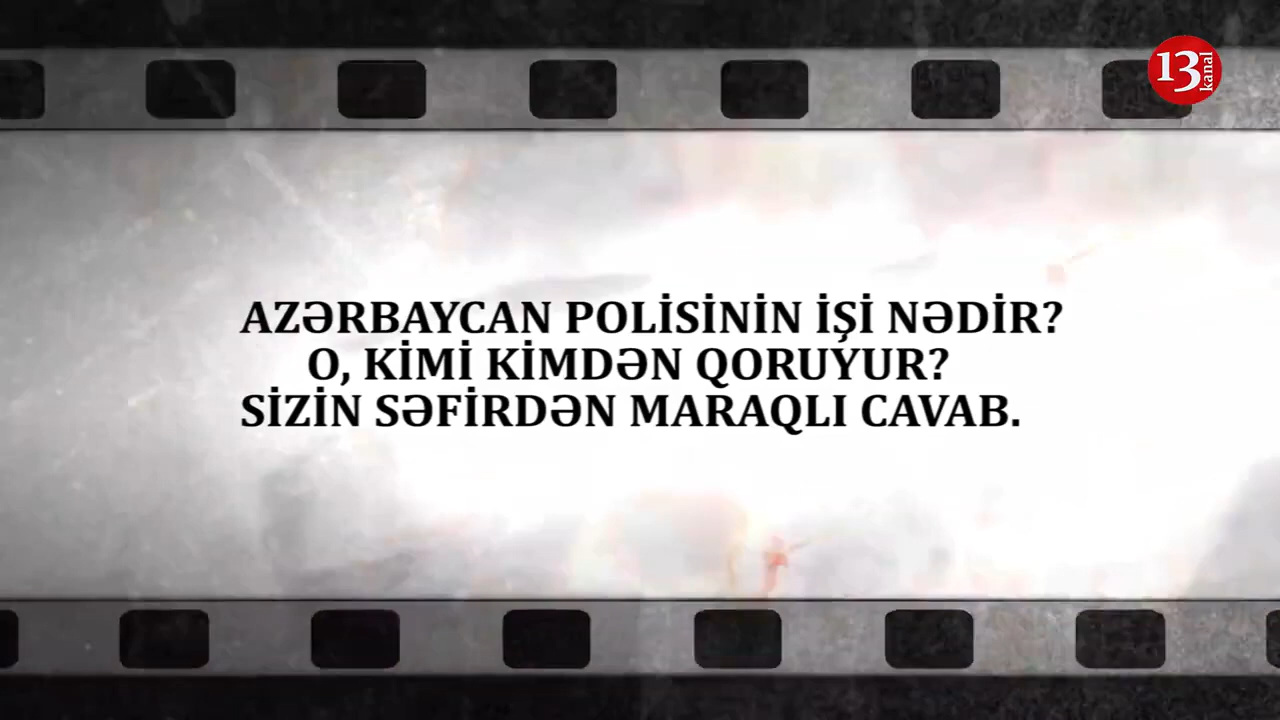 13 kanal
AZƏRBAYCAN POLİSİNİN İŞİ NƏDİR?
O, KİMİ KİMDƏN QORUYUR?
SİZİN SƏFİRDƏN MARAQLI CAVAB.